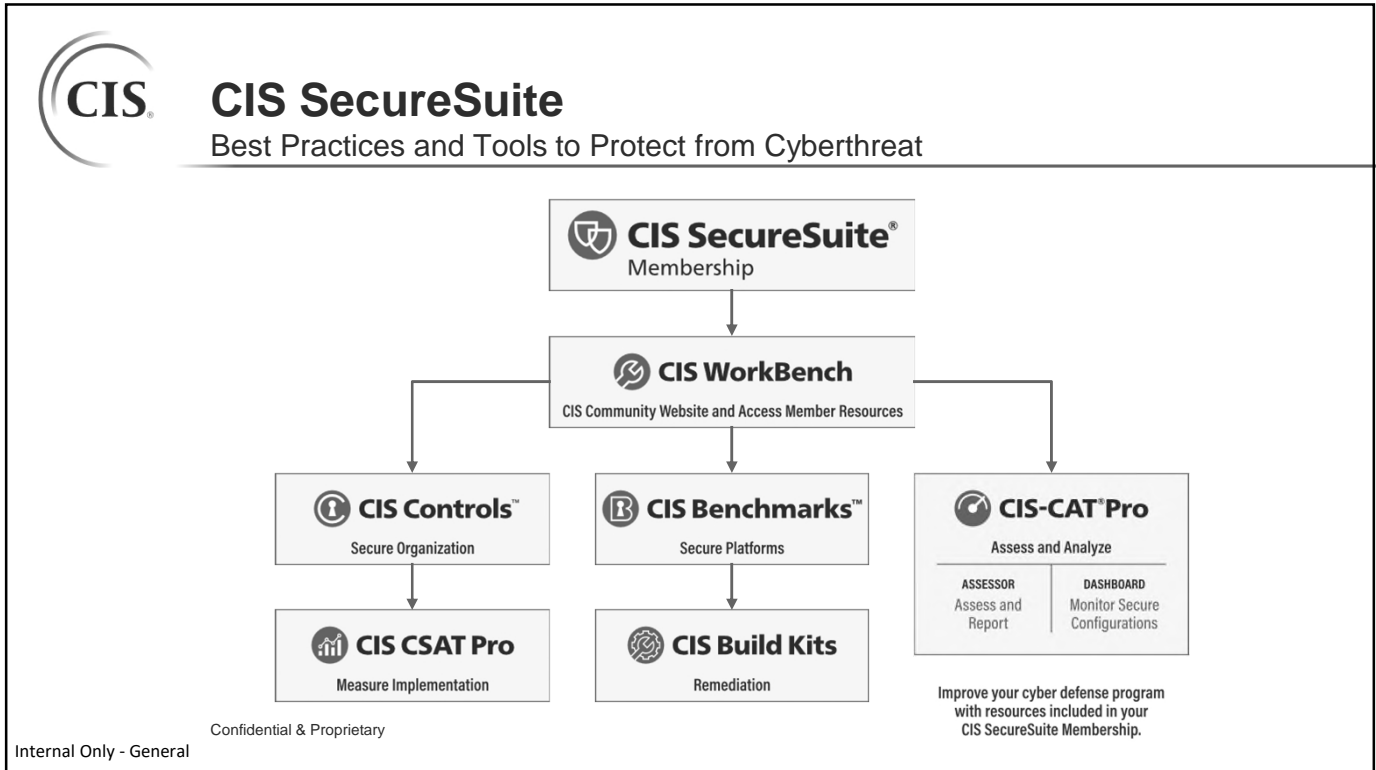 CIS®
CIS SecureSuite
Best Practices and Tools to Protect from Cyberthreat
CIS SecureSuite®
Membership
CIS WorkBench
CIS Community Website and Access Member Resources
CIS Controls™
Secure Organization
CIS Benchmarks™
Secure Platforms
CIS-CAT®Pro
Assess and Analyze
ASSESSOR
Assess and
Report
DASHBOARD
Monitor Secure
Configurations
CIS CSAT Pro
Measure Implementation
CIS Build Kits
Remediation
Improve your cyber defense program
with resources included in your
CIS SecureSuite Membership.
Confidential & Proprietary
Internal Only - General